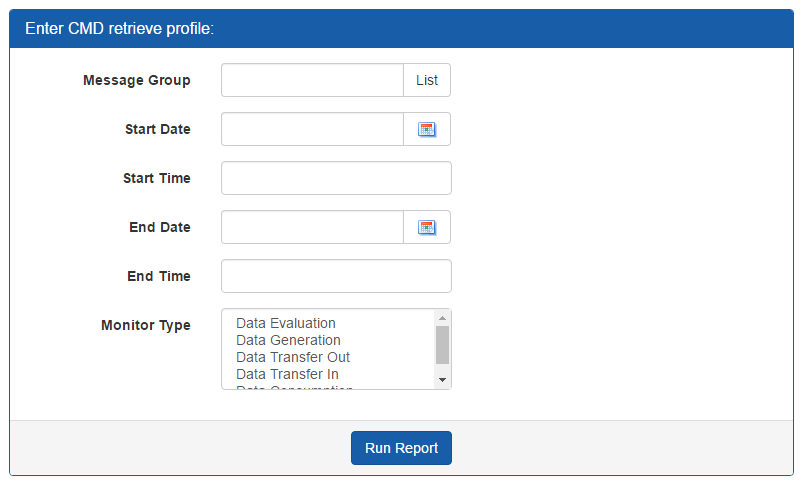 Enter CMD retrieve profile:
Message Group
List
Start Date
Start Time
End Date
End Time
Monitor Type
Data Evaluation
Data Generation
Data Transfer Out
Data Transfer In
Data Consumption
Run Report